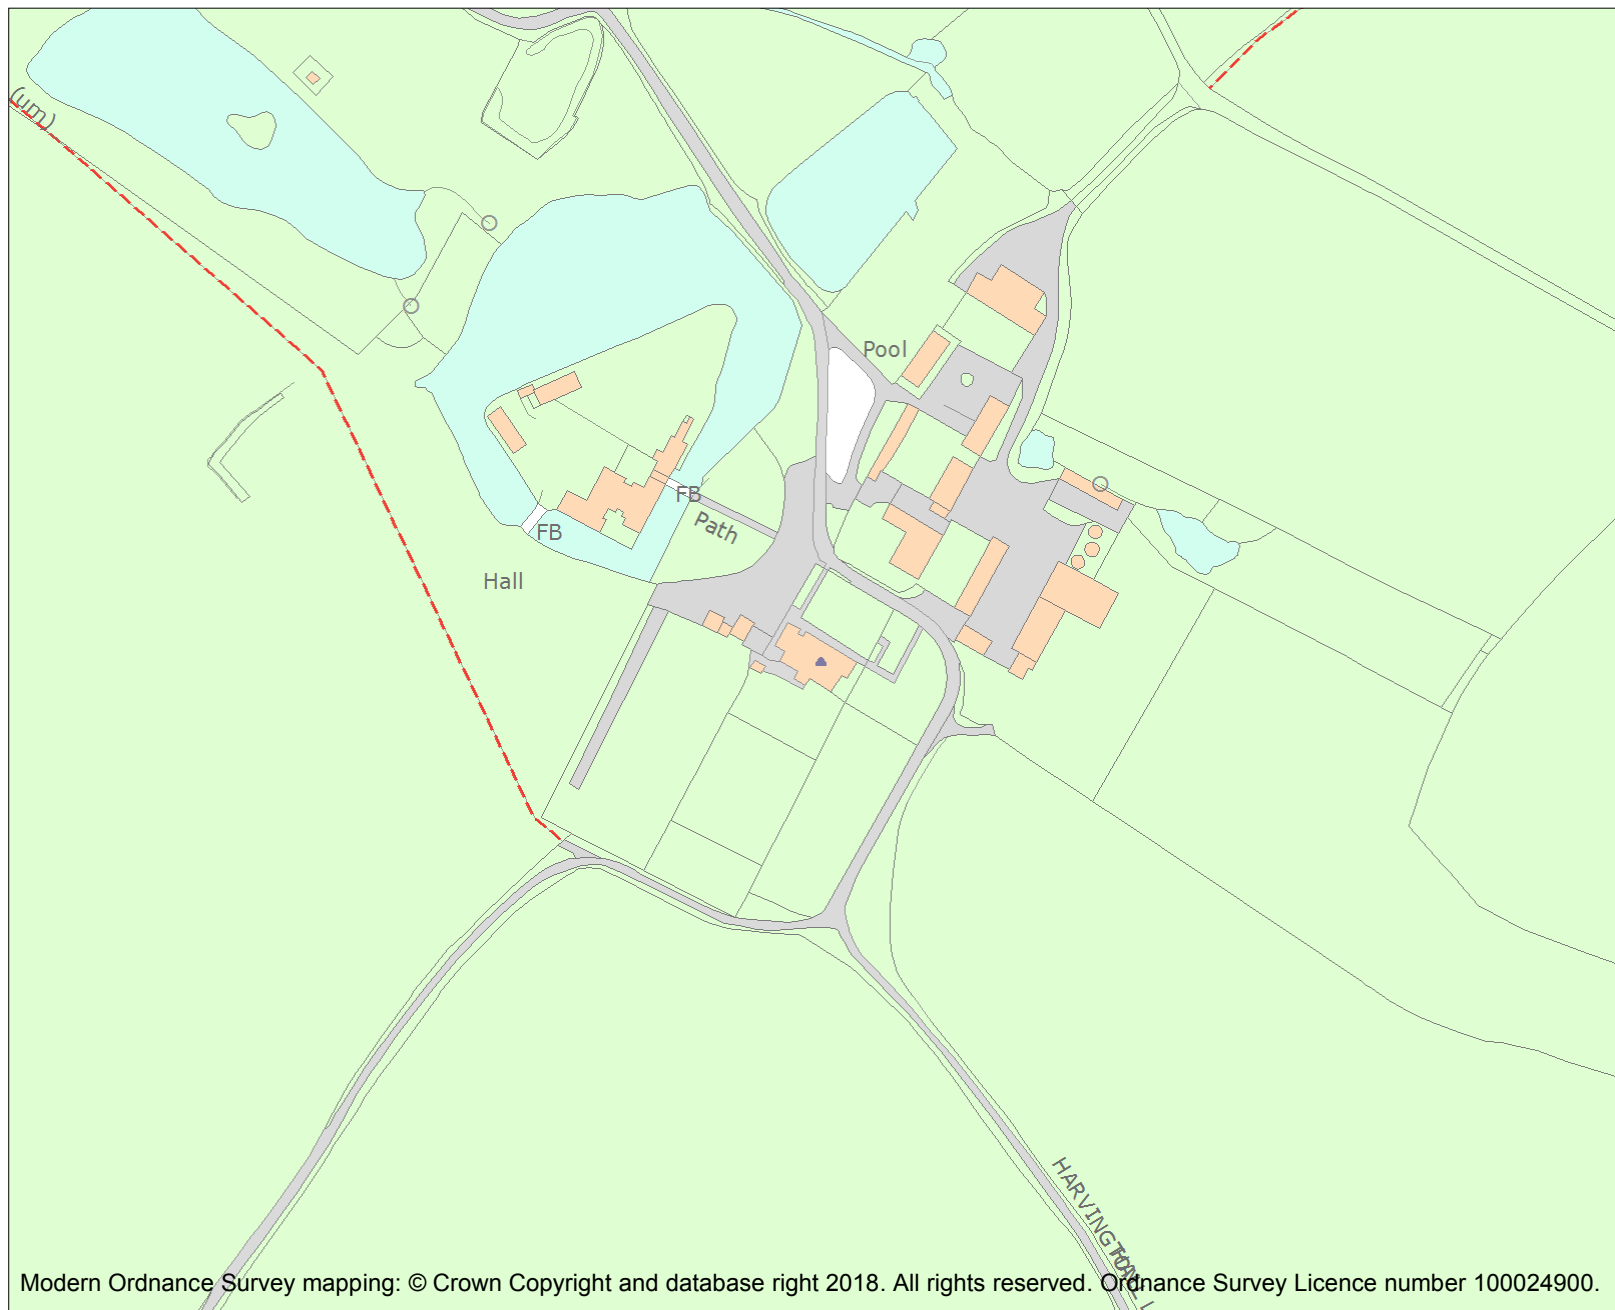 (um)
Pool
FB
Path
FB
Hall
HARVINGTON
HALL L
Modern Ordnance Survey mapping: © Crown Copyright and database right 2018. All rights reserved. Ordnance Survey Licence number 100024900.